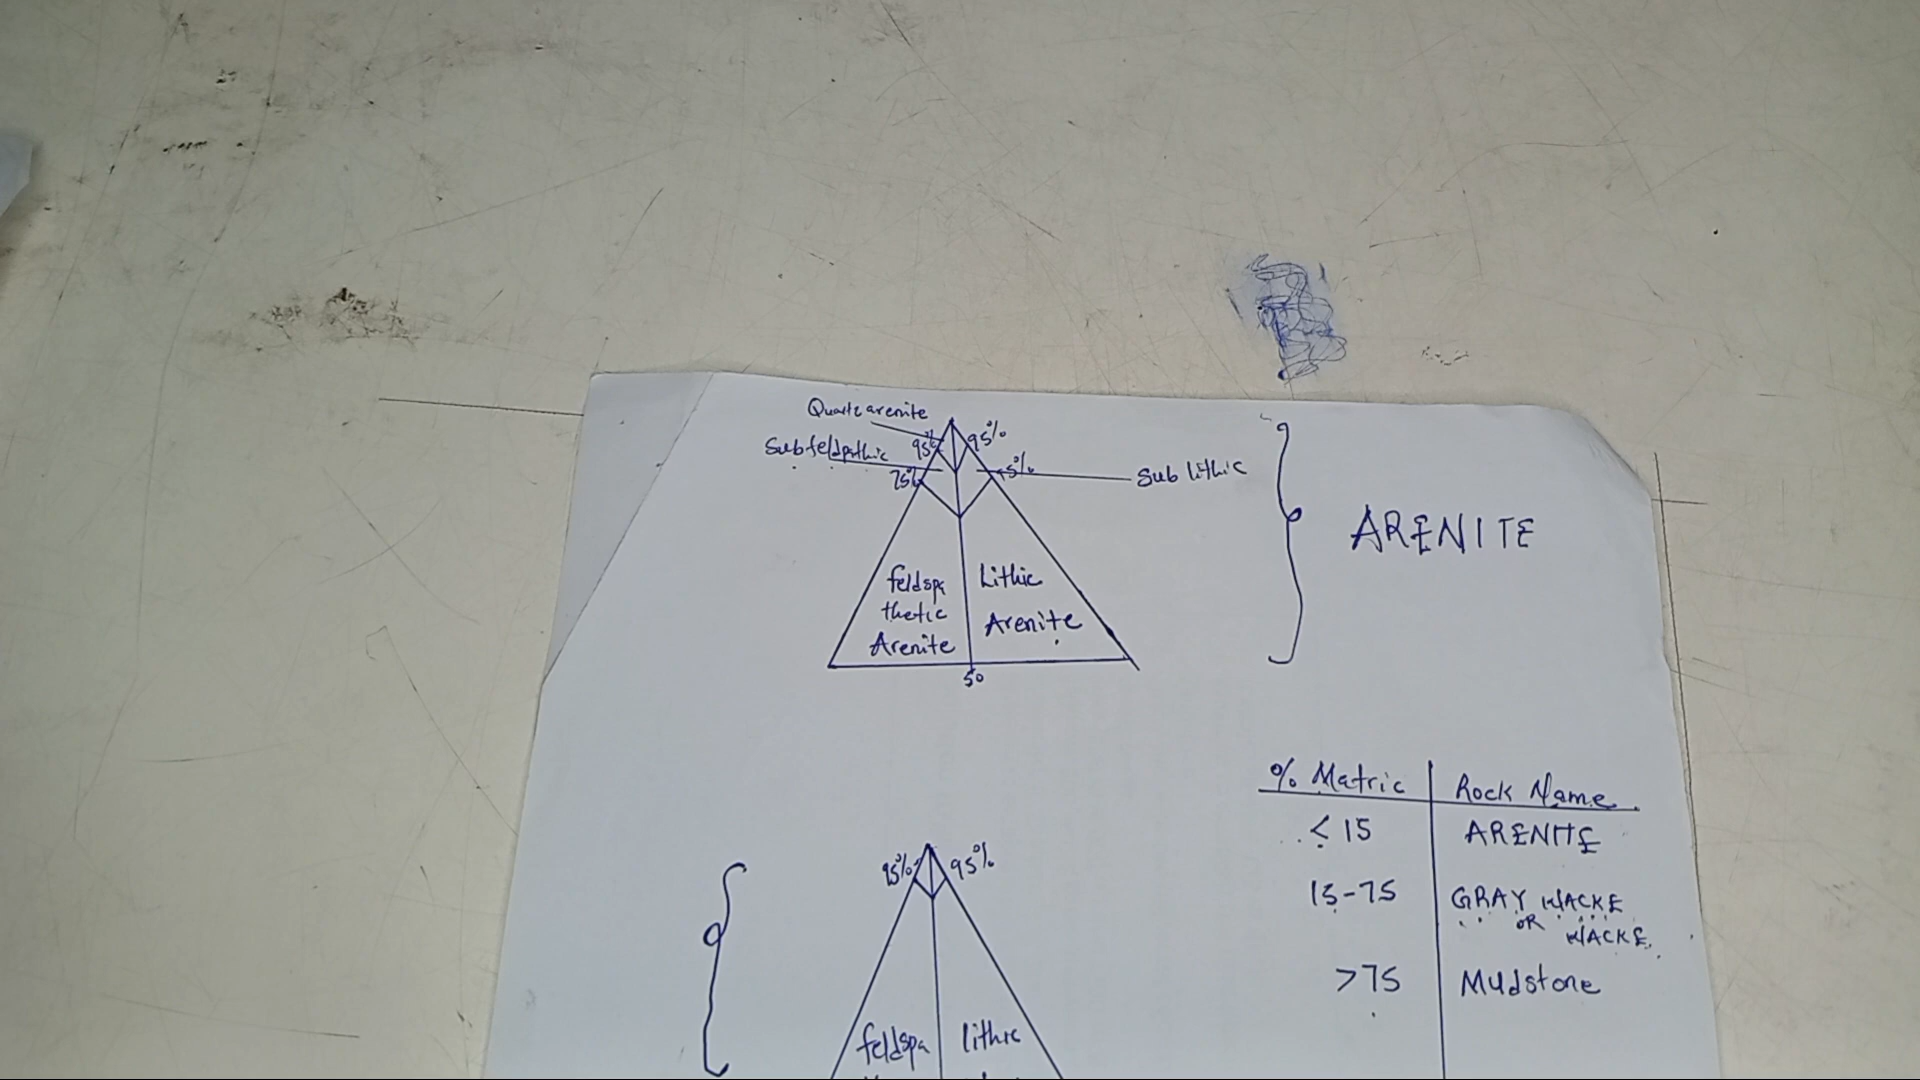 Quartz arenite
95%
95%
Subfeldpathic
75%
5%
Sub lithic
feldspa
thetic
Arenite
Lithic
Arenite
50
ARENITE
% Matric
Rock Name
< 15
ARENITE
15-75
GRAY WACKE
OR
WACKE
>75
Mudstone
95%
95%
feldspa
lithic